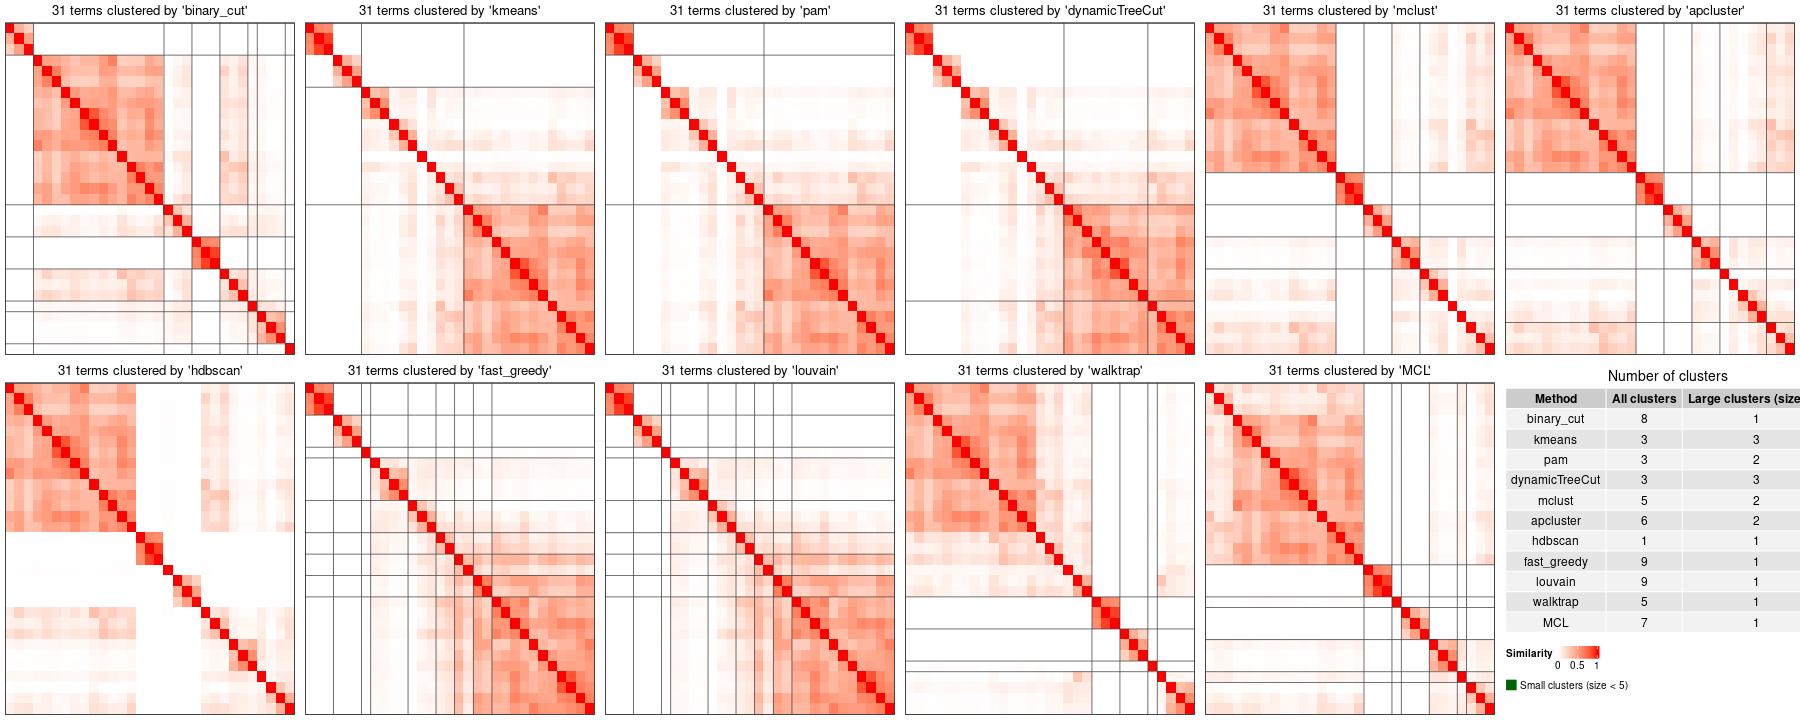 31 terms clustered by 'binary_cut'
31 terms clustered by 'kmeans'
31 terms clustered by 'pam'
31 terms clustered by 'dynamicTreeCut'
31 terms clustered by 'mclust'
31 terms clustered by 'apcluster'
31 terms clustered by 'hdbscan'
31 terms clustered by 'fast_greedy'
31 terms clustered by 'louvain'
31 terms clustered by 'walktrap'
31 terms clustered by 'MCL'
Number of clusters
Method All clusters Large clusters (size
binary_cut 8 1
kmeans 3 3
pam 3 2
dynamicTreeCut 3 3
mclust 5 2
apcluster 6 2
hdbscan 1 1
fast_greedy 9 1
louvain 9 1
walktrap 5 1
MCL 7 1
Similarity
0 0.5 1
Small clusters (size < 5)